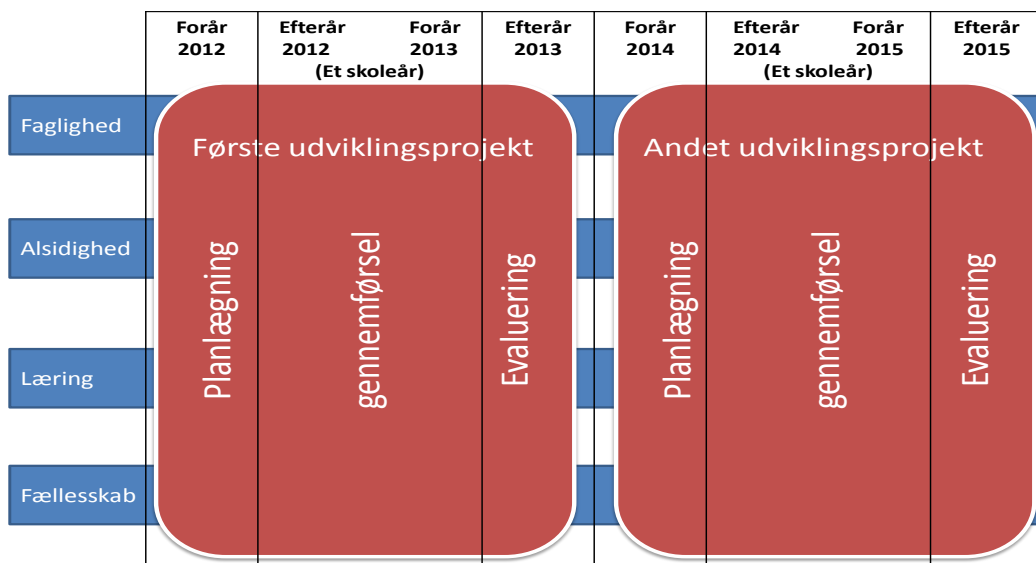 Forår
2012
Efterår
2012
Forår
2013
(Et skoleår)
Efterår
2013
Forår
2014
Efterår
2014
Forår
2015
(Et skoleår)
Efterår
2015
Faglighed
Alsidighed
Læring
Fællesskab
Første udviklingsprojekt
Planlægning
gennemførsel
Evaluering
Andet udviklingsprojekt
Planlægning
gennemførsel
Evaluering